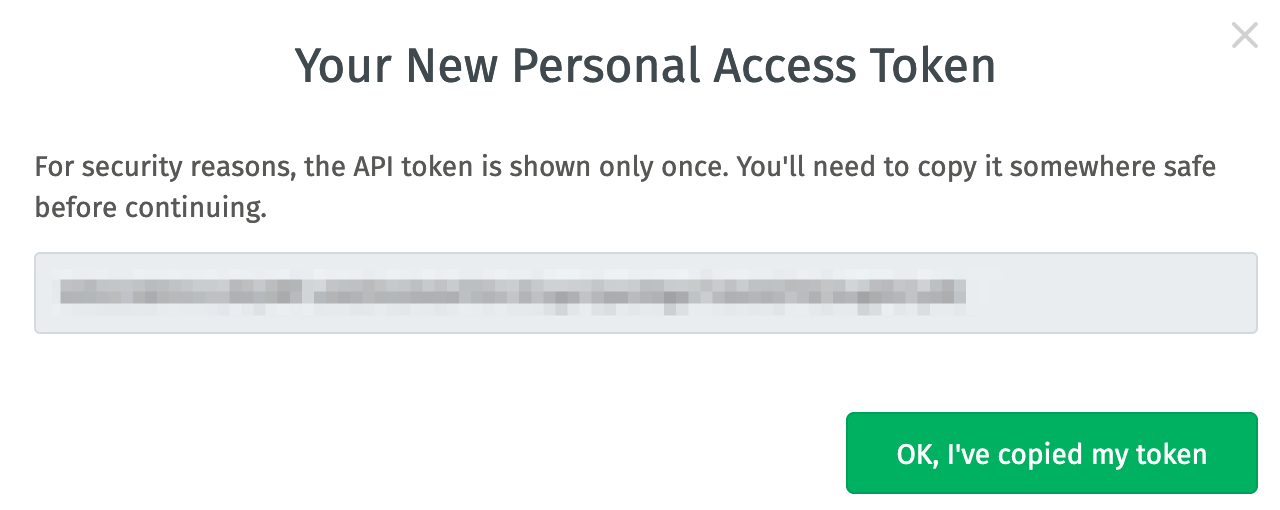 Your New Personal Access Token
For security reasons, the API token is shown only once. You'll need to copy it somewhere safe
before continuing.
OK, I've copied my token